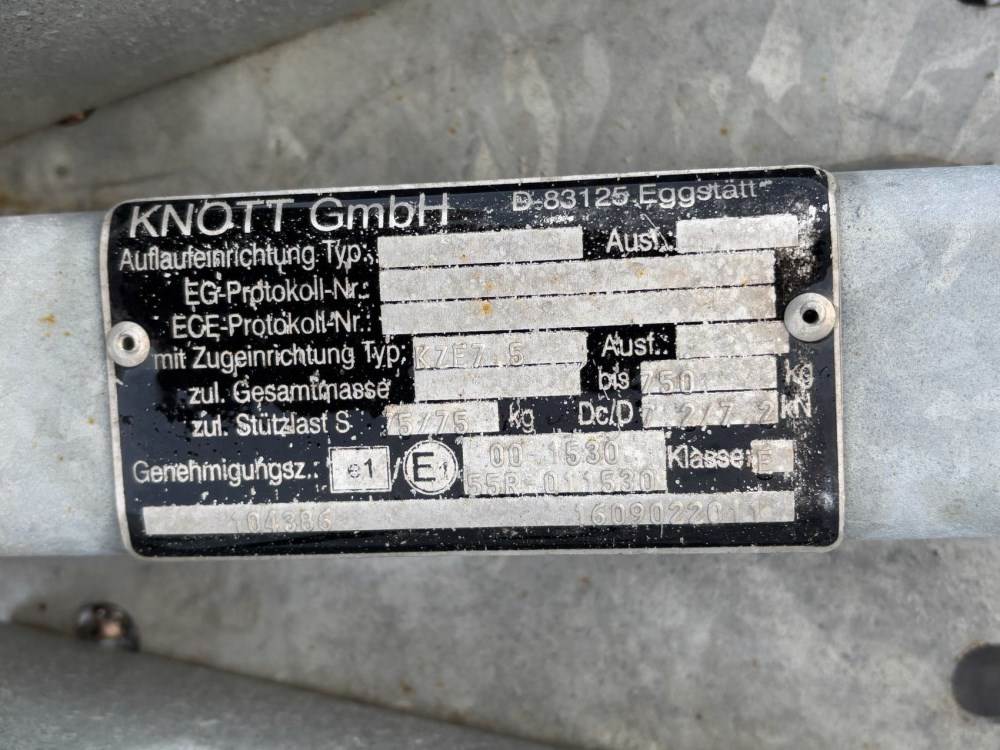 KNOTT GmbH D-83125 Eggstätt
Auflaufeinrichtung Typ: Ausf.:
EG-Protokoll-Nr.:
ECE-Protokoll-Nr.:
mit Zugeinrichtung Typ: KZE7.5 Ausf.:
zul. Gesamtmasse bis 750 kg
zul. Stützlast S 75/75 kg Dc/D 7.2/7.2 kN
Genehmigungsz.: e1 / E1 00-1530 Klasse: E
55R-011530
104386 1609022011